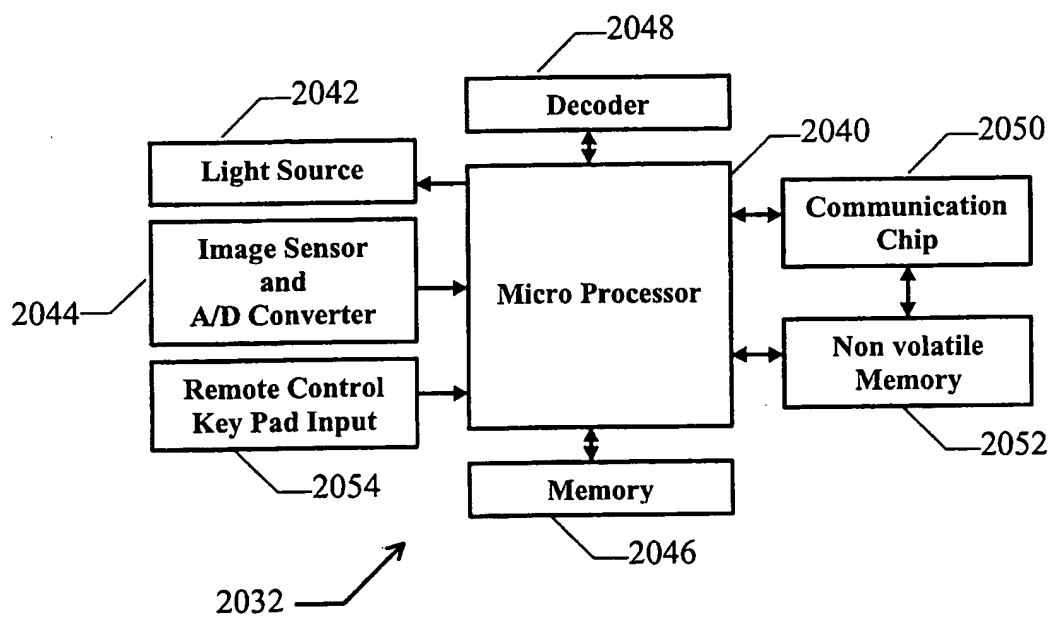 2048
Decoder
2042
Light Source
2040
2050
Communication
Chip
Image Sensor
and
A/D Converter
2044
Micro Processor
Non volatile
Memory
2052
Remote Control
Key Pad Input
2054
Memory
2046
2032